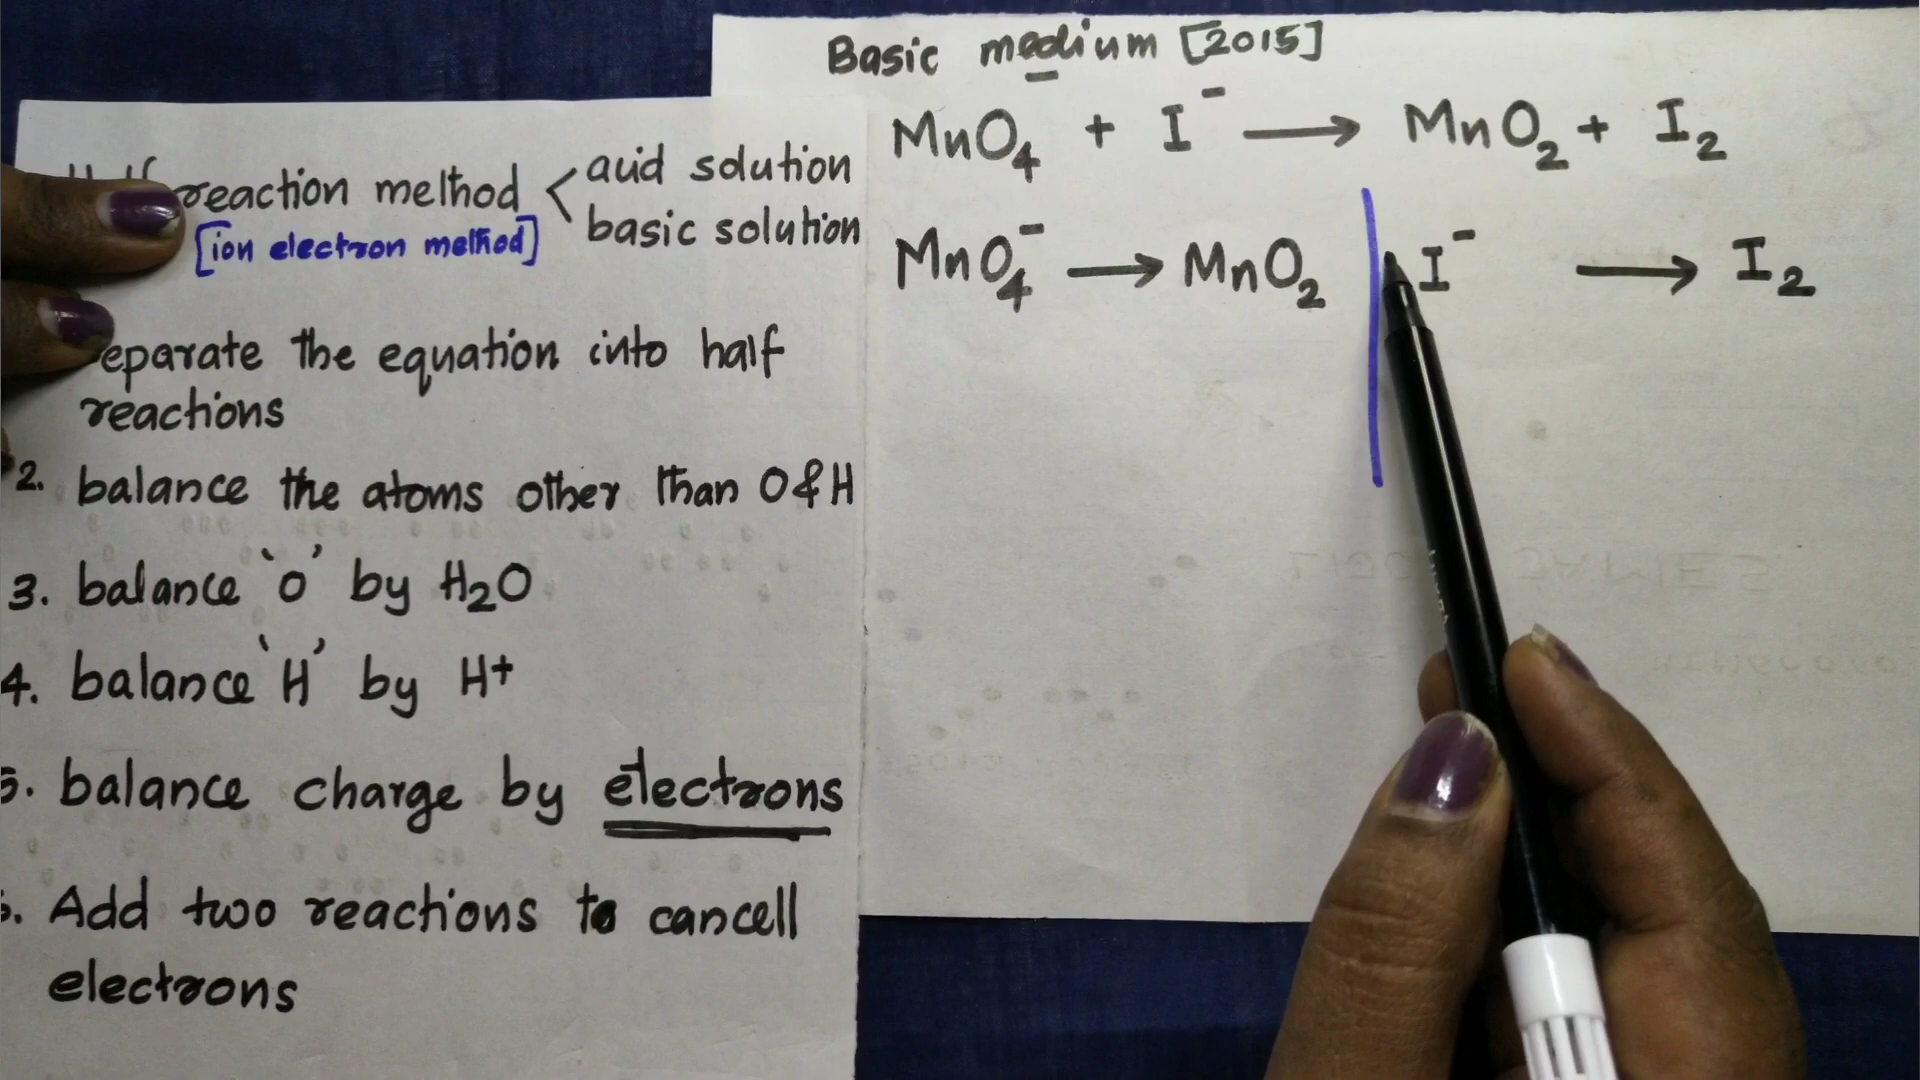 reaction method < acid solution
basic solution
[ion electron method]
eparate the equation into half
reactions
2. balance the atoms other than O & H
3. balance 'O' by H2O
4. balance 'H' by H+
5. balance charge by electrons
. Add two reactions to cancell
electrons
Basic medium [2015]
MnO₄⁻ + I⁻ ⟶ MnO₂ + I₂
MnO₄⁻ ⟶ MnO₂ | I⁻ ⟶ I₂